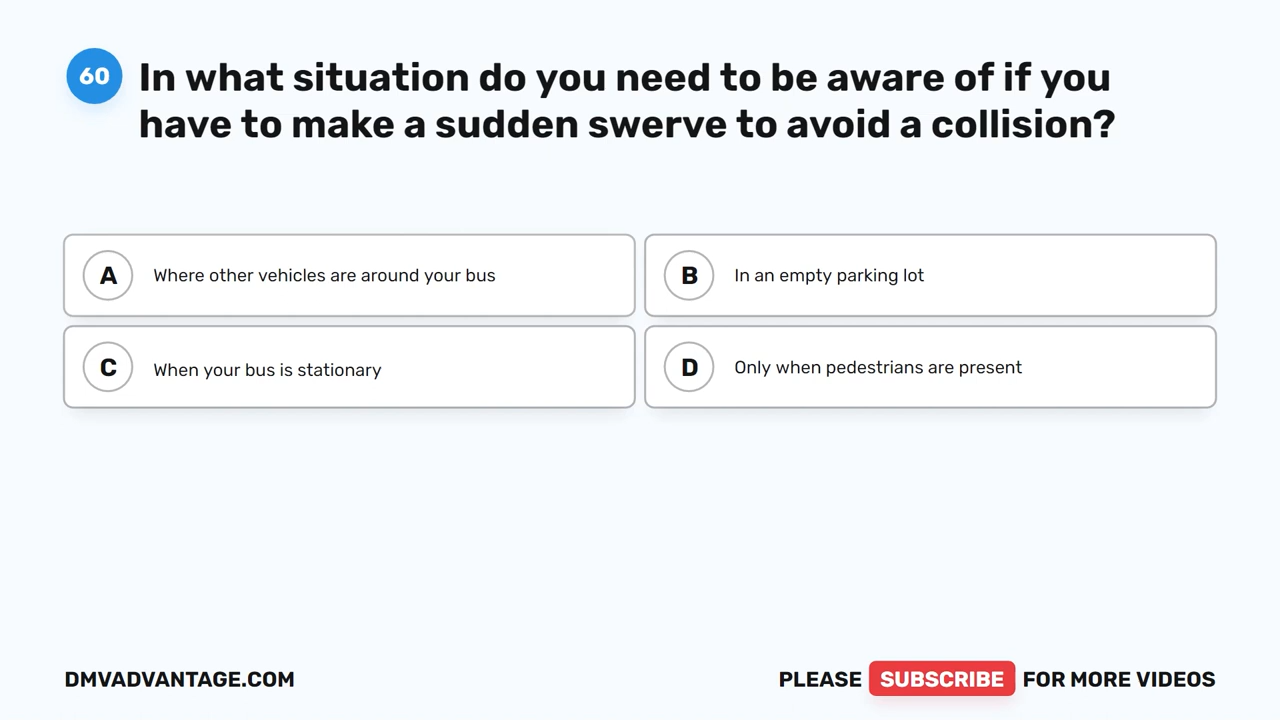 60
In what situation do you need to be aware of if you
have to make a sudden swerve to avoid a collision?
A
Where other vehicles are around your bus
B
In an empty parking lot
C
When your bus is stationary
D
Only when pedestrians are present
DMVADVANTAGE.COM
PLEASE SUBSCRIBE FOR MORE VIDEOS